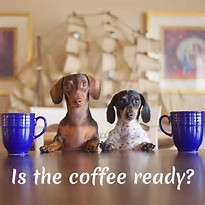 Is the coffee ready?